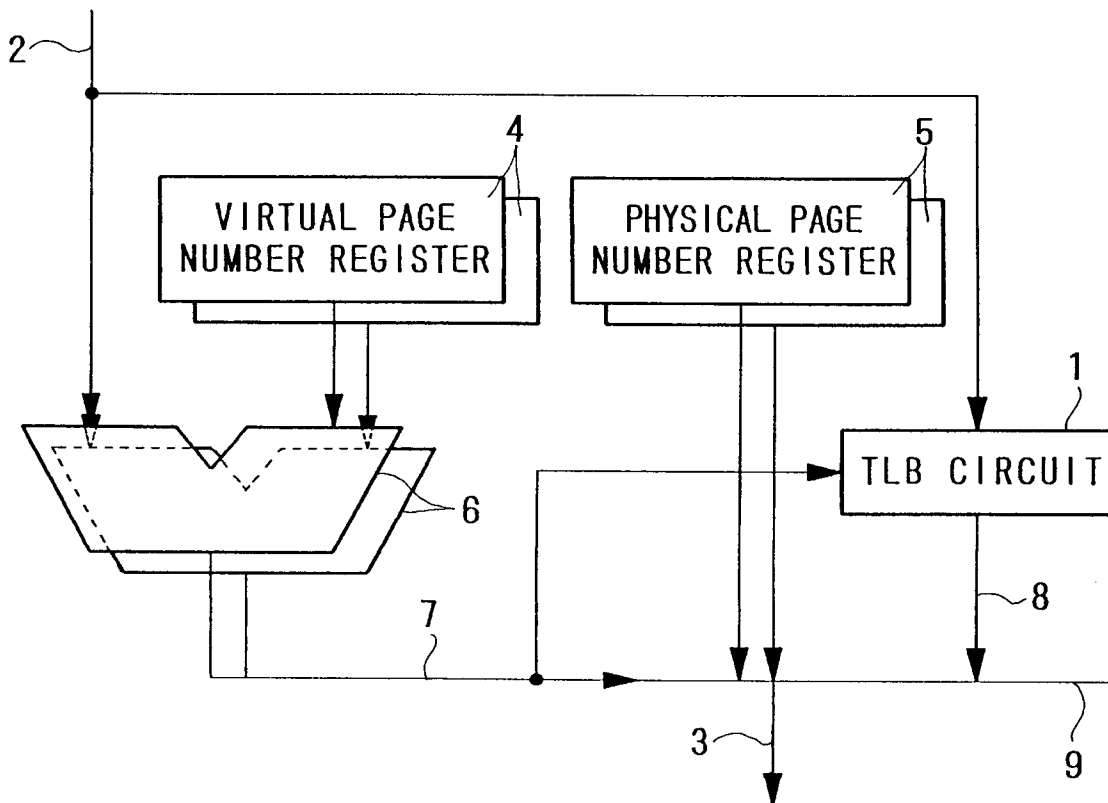 2
4
5
VIRTUAL PAGE
NUMBER REGISTER
PHYSICAL PAGE
NUMBER REGISTER
1
TLB CIRCUIT
6
8
7
3
9